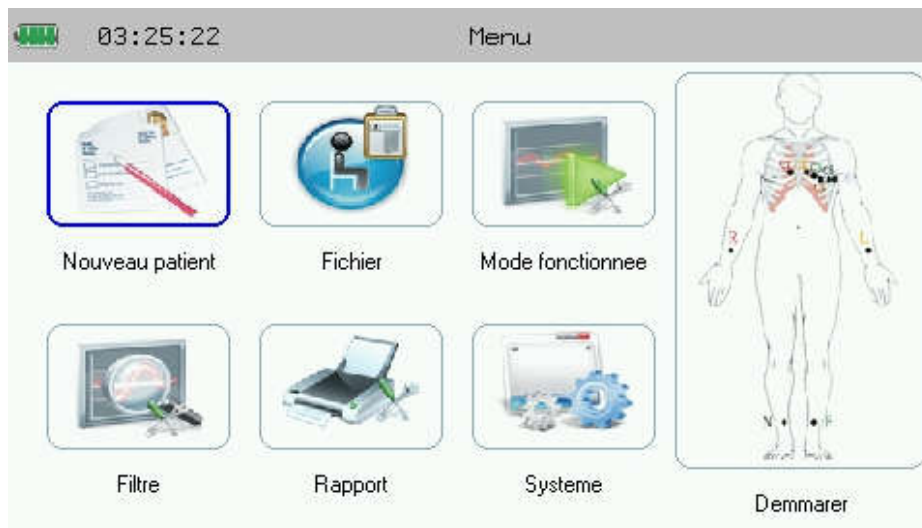 03:25:22 Menu
Nouveau patient Fichier Mode fonctionnee
R L
N F
Filtre Rapport Systeme
Demmarer